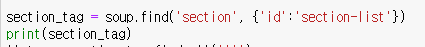 section_tag = soup.find('section', {'id':'section-list'})
print(section_tag)